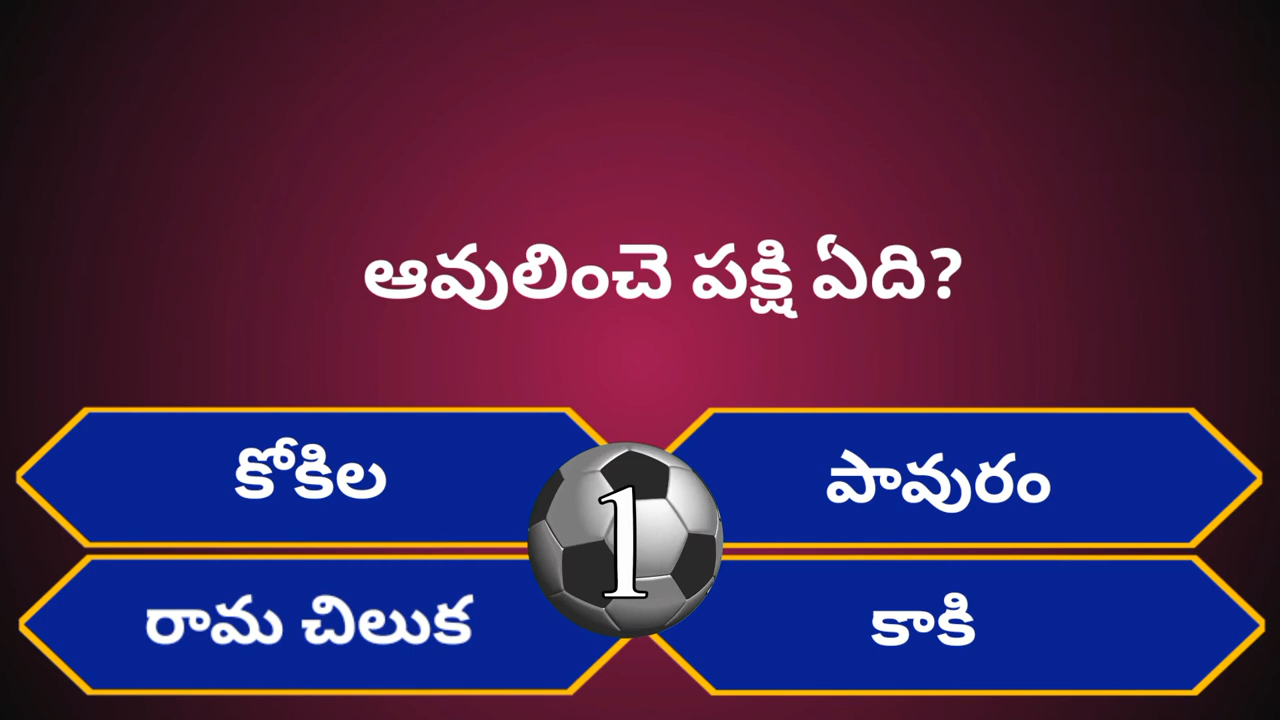 ఆవులించె పక్షి ఏది?
కోకిల
పావురం
1
రామ చిలుక
కాకి